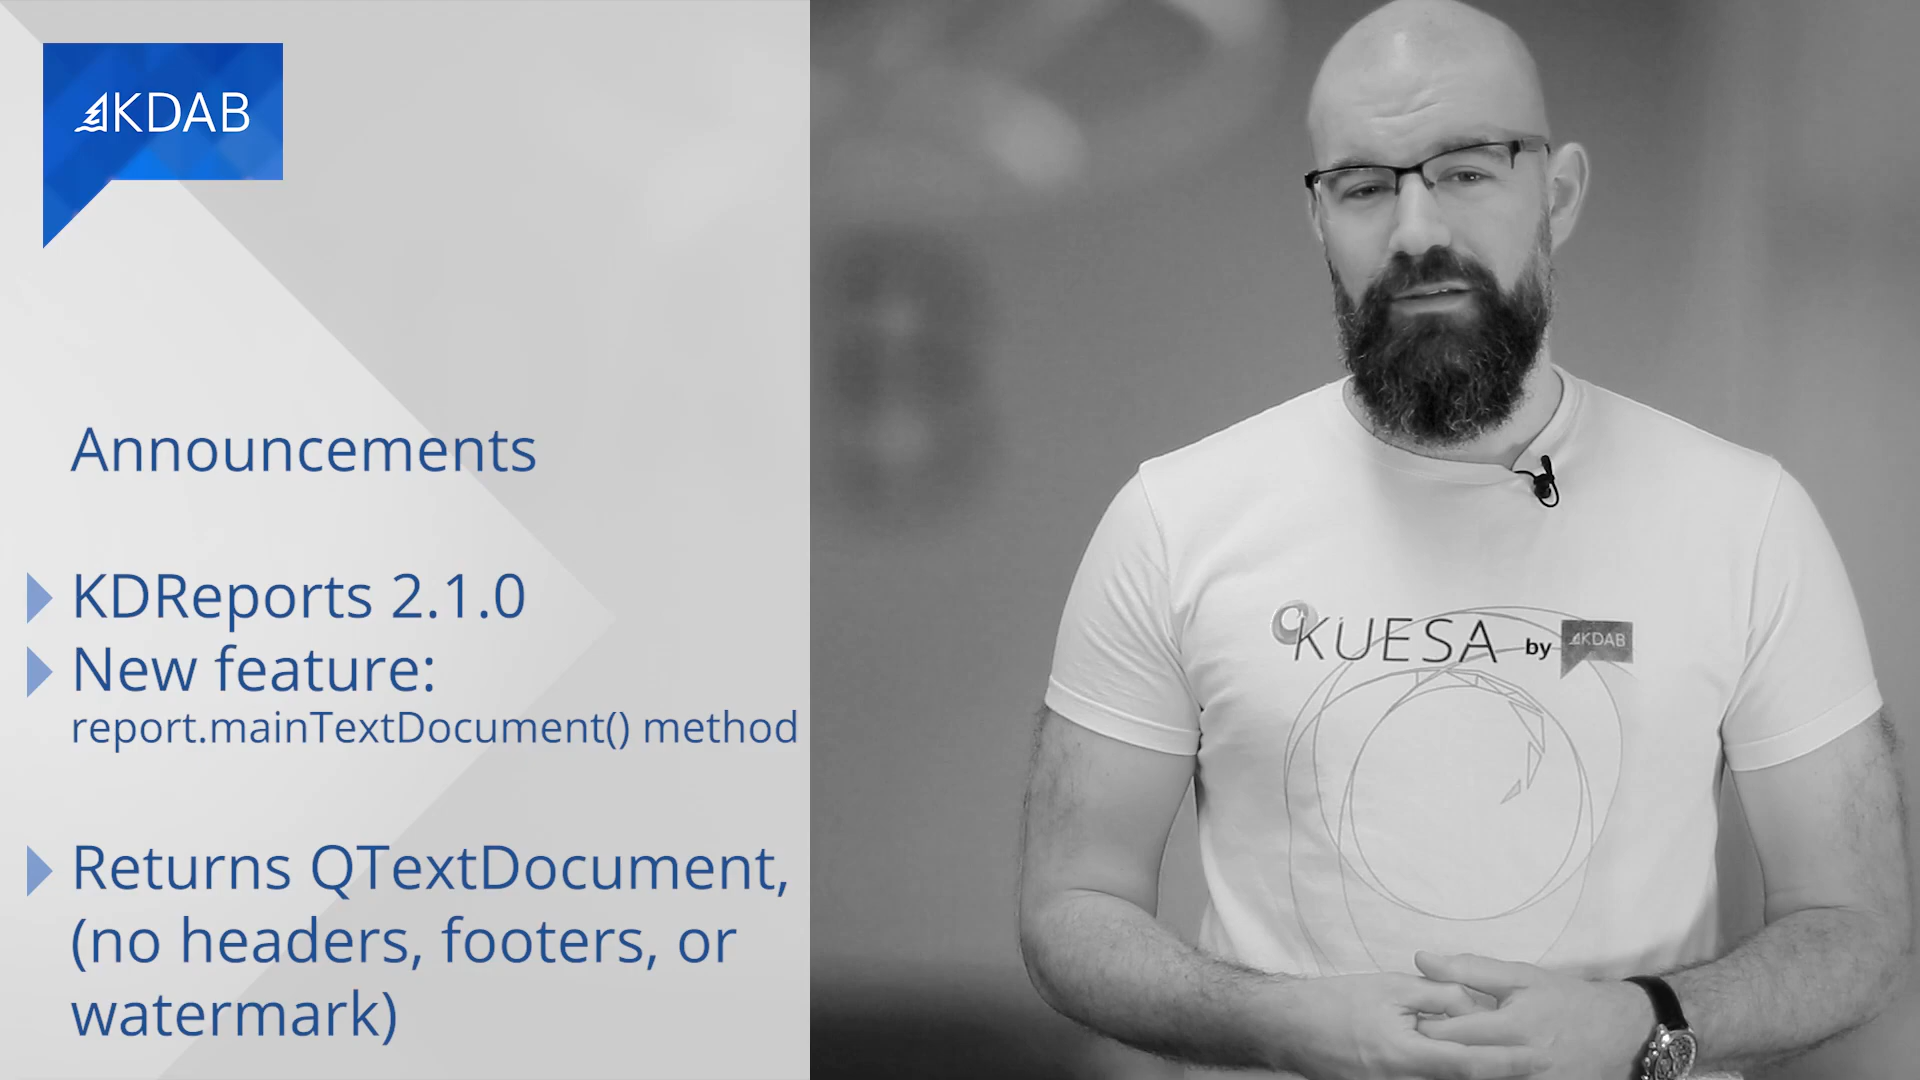 KDAB
Announcements
KDReports 2.1.0
New feature:
report.mainTextDocument() method
Returns QTextDocument,
(no headers, footers, or
watermark)
KUESA by KDAB